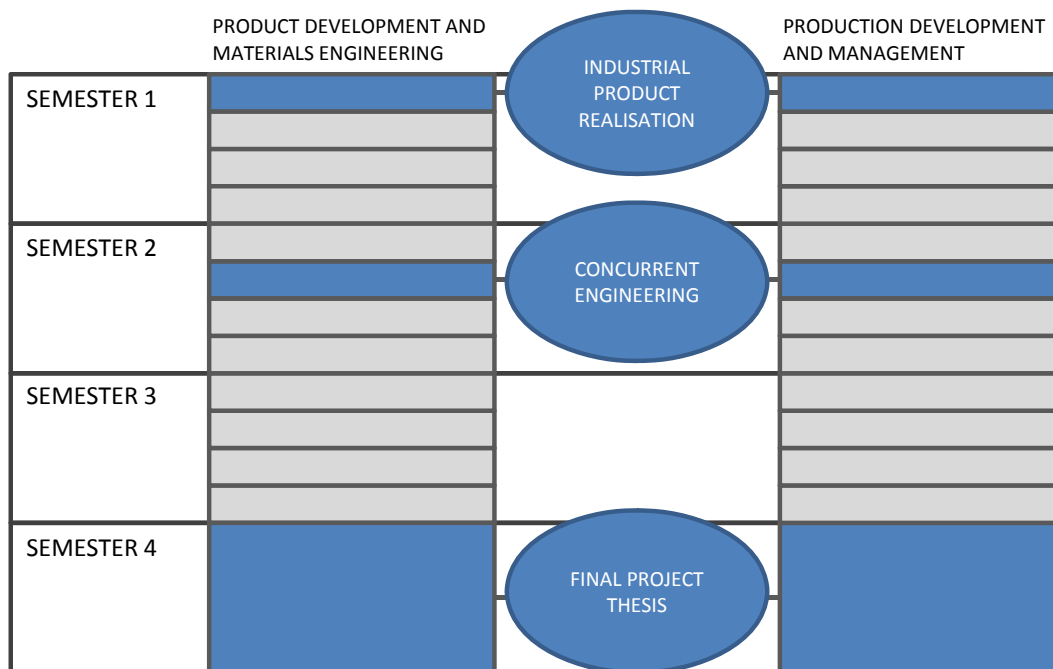 PRODUCT DEVELOPMENT AND
MATERIALS ENGINEERING
PRODUCTION DEVELOPMENT
AND MANAGEMENT
INDUSTRIAL
PRODUCT
REALISATION
SEMESTER 1
SEMESTER 2
CONCURRENT
ENGINEERING
SEMESTER 3
SEMESTER 4
FINAL PROJECT
THESIS